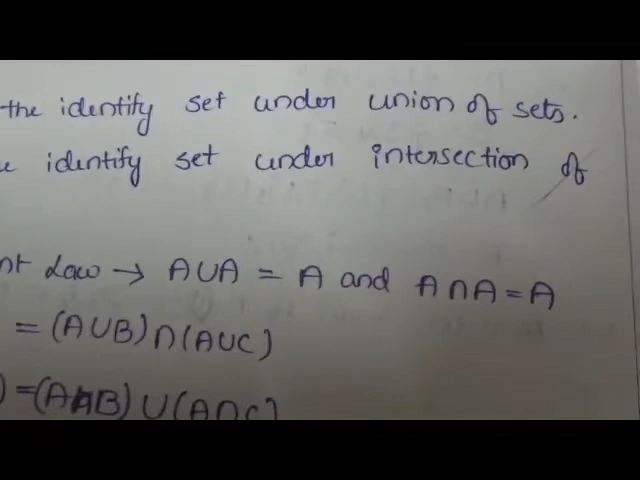 the identify set under union of sets.
identify set under intersection of
Law → A∪A = A and A∩A = A
= (A∪B)∩(A∪C)
) = (A∩B)∪(A∩C)